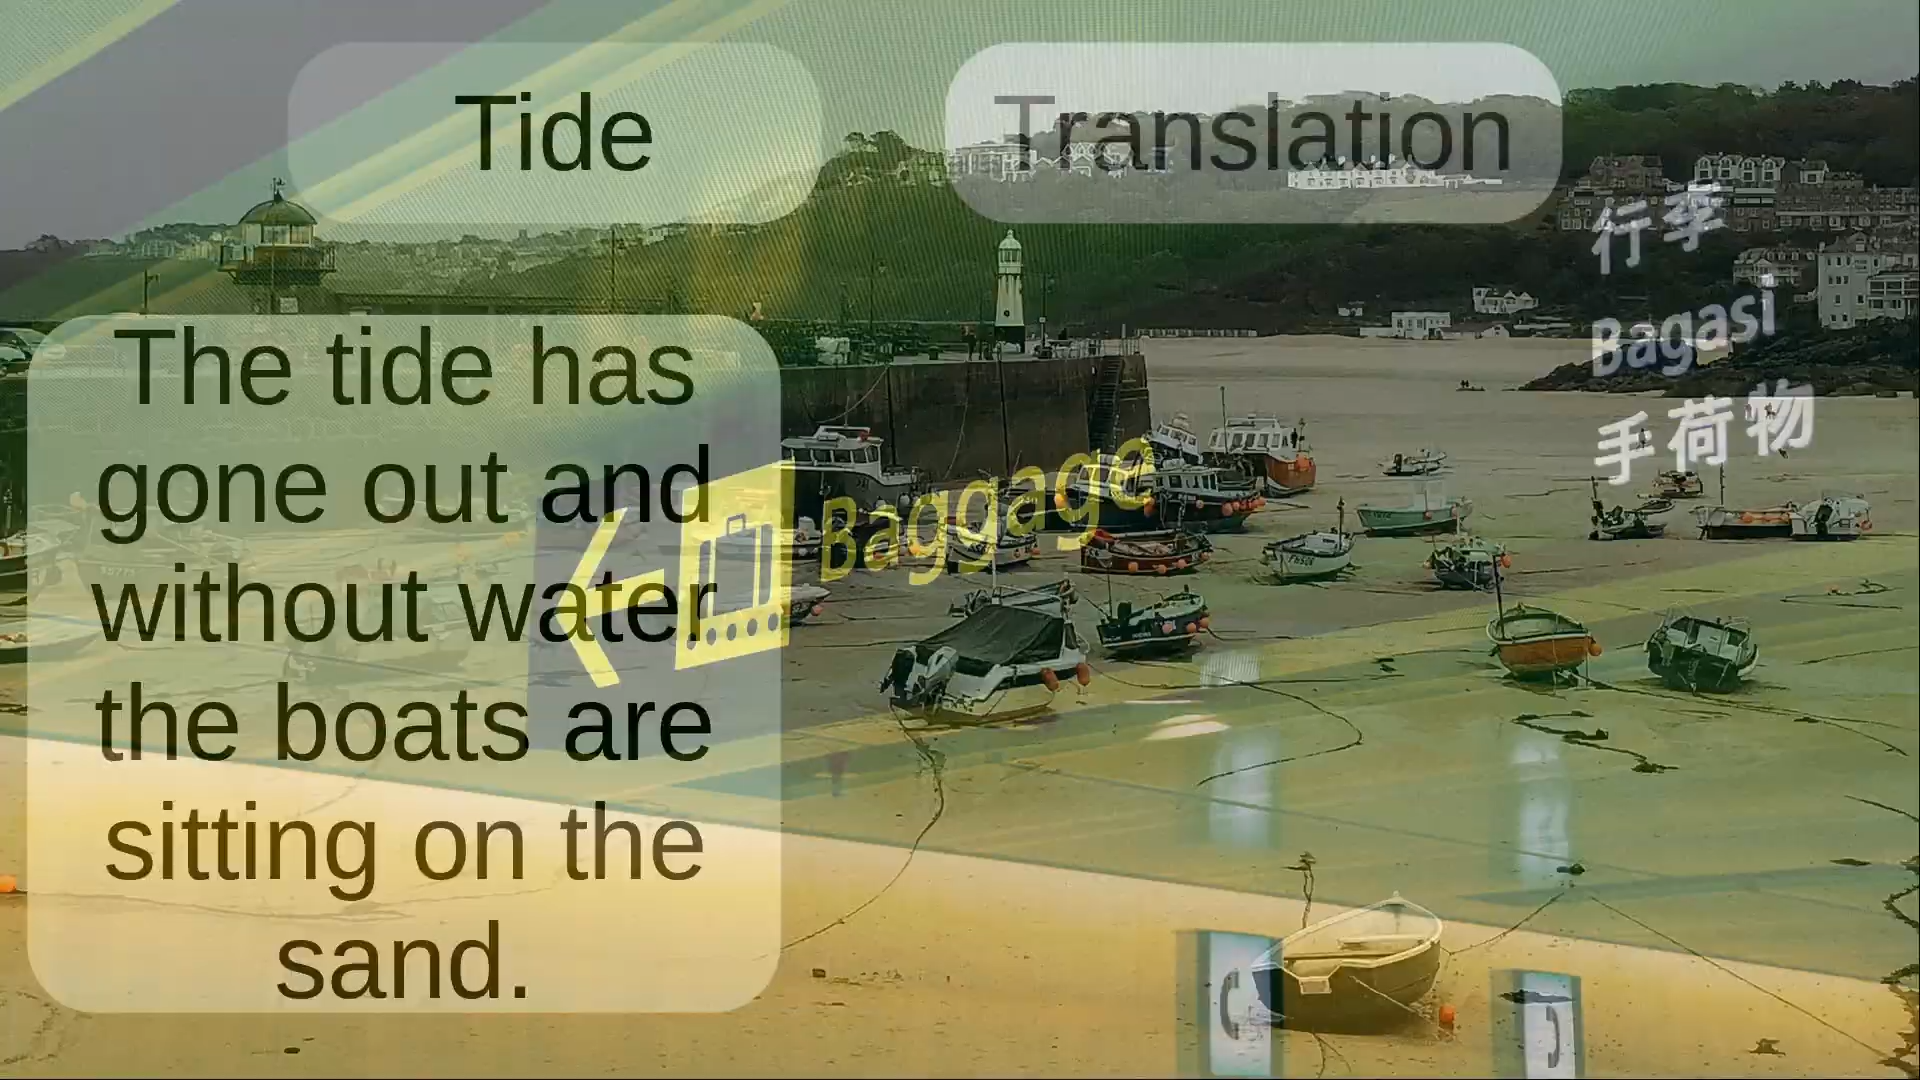 Tide
Translation
行李
Bagasi
手荷物
The tide has
gone out and
without water
the boats are
sitting on the
sand.
Baggage